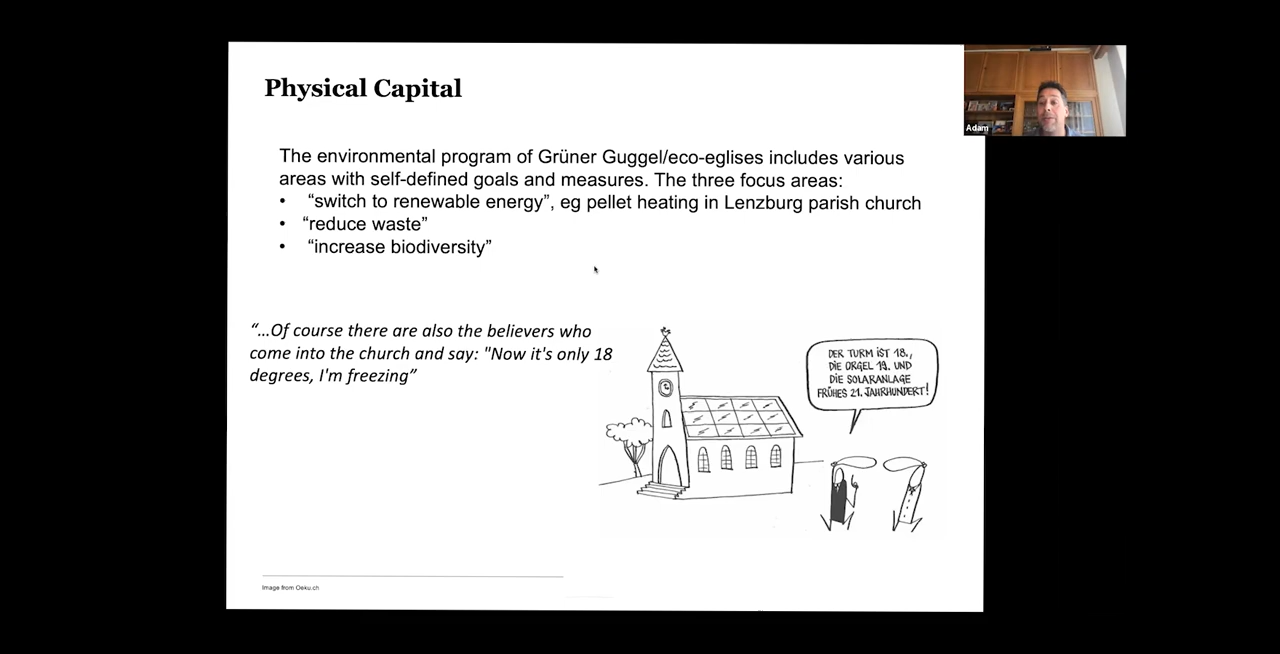 Physical Capital
Adam
The environmental program of Grüner Guggel/eco-eglises includes various
areas with self-defined goals and measures. The three focus areas:
• “switch to renewable energy”, eg pellet heating in Lenzburg parish church
• “reduce waste”
• “increase biodiversity”
“…Of course there are also the believers who
come into the church and say: "Now it's only 18
degrees, I'm freezing”
DER TURM IST 18.,
DIE ORGEL 19. UND
DIE SOLARANLAGE
FRÜHES 21. JAHRHUNDERT!
Image from Oeku.ch